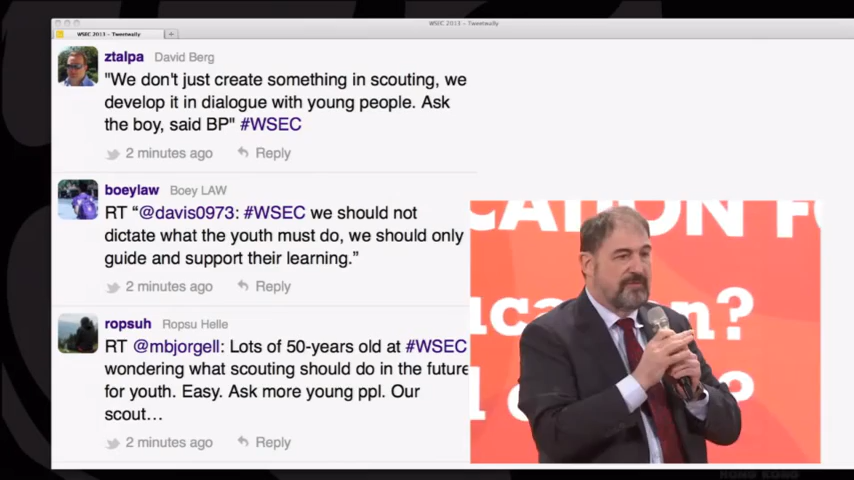 WSEC 2013 – Tweetwally
WSEC 2013 – Tweetwally
ztalpa David Berg
"We don't just create something in scouting, we
develop it in dialogue with young people. Ask
the boy, said BP" #WSEC
2 minutes ago Reply
boeylaw Boey LAW
RT “@davis0973: #WSEC we should not
dictate what the youth must do, we should only
guide and support their learning.”
2 minutes ago Reply
ropsuh Ropsu Helle
RT @mbjorgell: Lots of 50-years old at #WSEC
wondering what scouting should do in the future
for youth. Easy. Ask more young ppl. Our
scout…
2 minutes ago Reply
HONG KONG